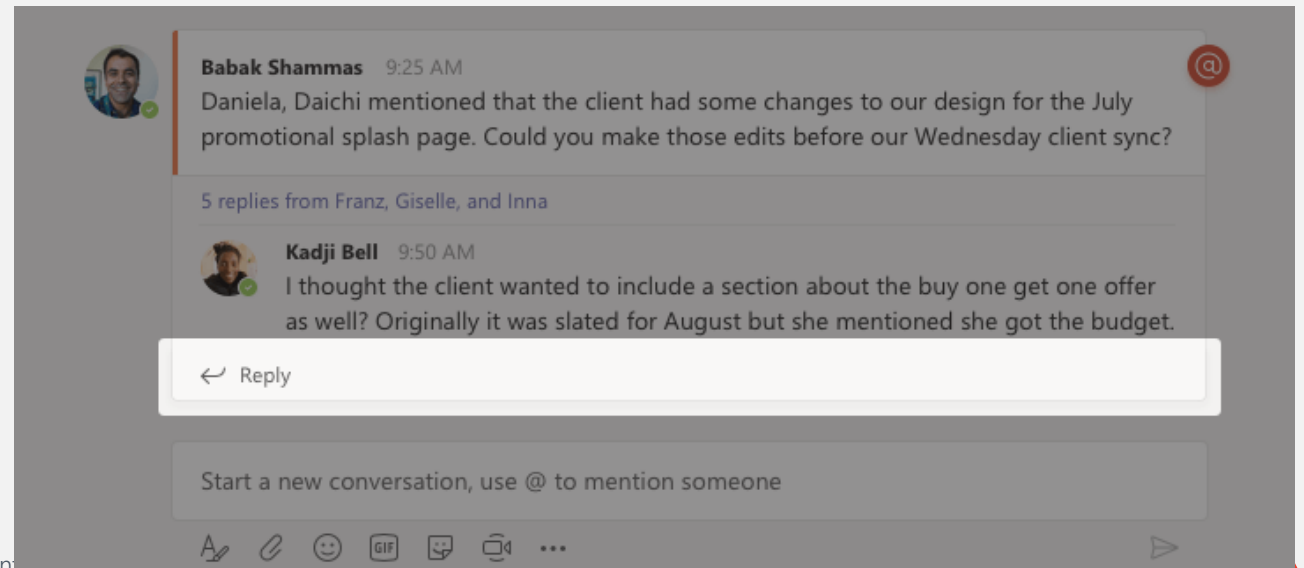 Babak Shammas 9:25 AM
Daniela, Daichi mentioned that the client had some changes to our design for the July
promotional splash page. Could you make those edits before our Wednesday client sync?
5 replies from Franz, Giselle, and Inna
Kadji Bell 9:50 AM
I thought the client wanted to include a section about the buy one get one offer
as well? Originally it was slated for August but she mentioned she got the budget.
Reply
Start a new conversation, use @ to mention someone
GIF